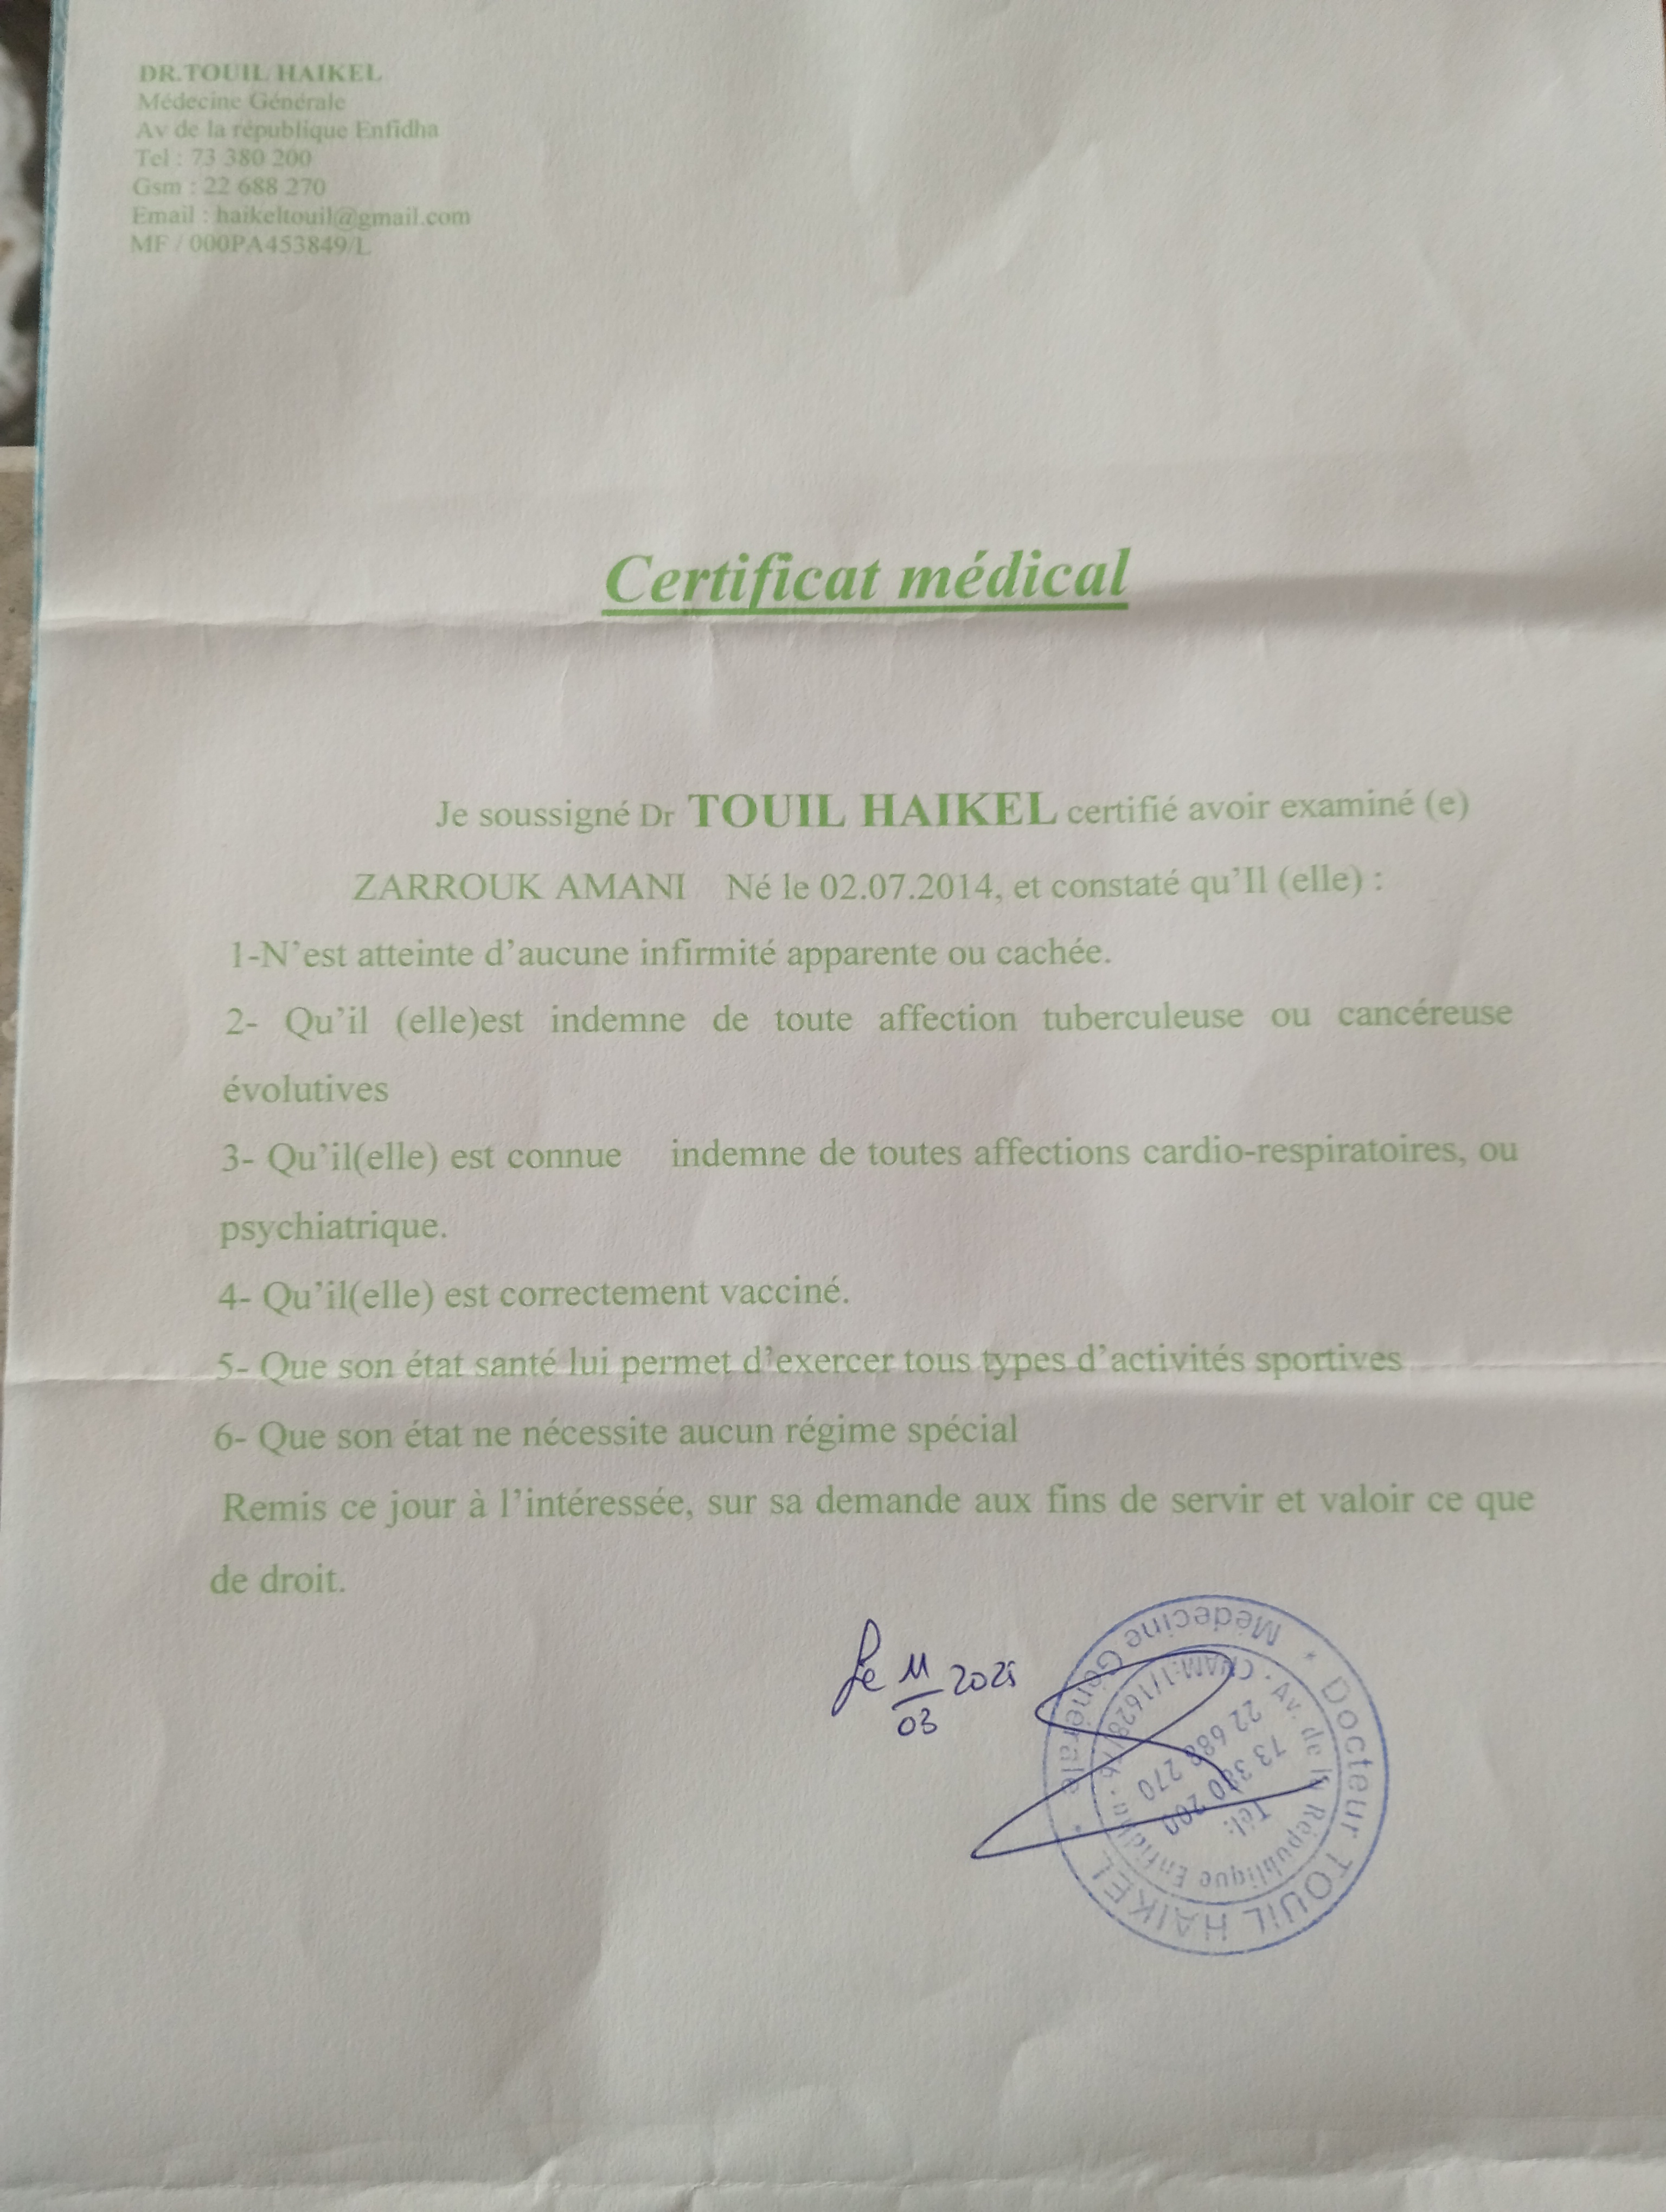 DR.TOUIL HAIKEL
Médecine Générale
Av de la république Enfidha
Tel : 73 380 200
Gsm : 22 688 270
Email : haikeltouil@gmail.com
MF / 000PA453849/L
Certificat médical
Je soussigné Dr TOUIL HAIKEL certifié avoir examiné (e)
ZARROUK AMANI Né le 02.07.2014, et constaté qu'Il (elle) :
1-N'est atteinte d'aucune infirmité apparente ou cachée.
2- Qu'il (elle)est indemne de toute affection tuberculeuse ou cancéreuse
évolutives
3- Qu'il(elle) est connue indemne de toutes affections cardio-respiratoires, ou
psychiatrique.
4- Qu'il(elle) est correctement vacciné.
5- Que son état santé lui permet d'exercer tous types d'activités sportives
6- Que son état ne nécessite aucun régime spécial
Remis ce jour à l'intéressée, sur sa demande aux fins de servir et valoir ce que
de droit.
Le 11/03 2025
* Docteur TOUIL HAIKEL *
Médecine Générale
Av. de la République Enfidha
Tél:
73 380 200
22 688 270